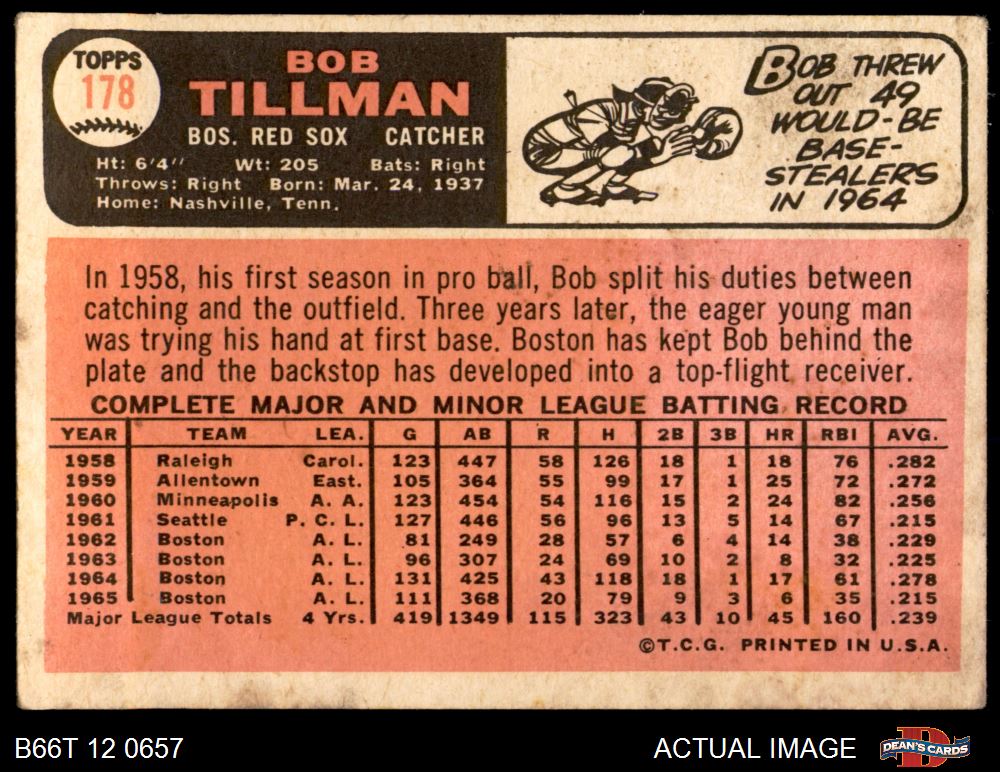 TOPPS
178
BOB
TILLMAN
BOS. RED SOX CATCHER
Ht: 6'4" Wt: 205 Bats: Right
Throws: Right Born: Mar. 24, 1937
Home: Nashville, Tenn.
BOB THREW
OUT 49
WOULD-BE
BASE-
STEALERS
IN 1964
In 1958, his first season in pro ball, Bob split his duties between
catching and the outfield. Three years later, the eager young man
was trying his hand at first base. Boston has kept Bob behind the
plate and the backstop has developed into a top-flight receiver.
COMPLETE MAJOR AND MINOR LEAGUE BATTING RECORD
YEAR TEAM LEA. G AB R H 2B 3B HR RBI AVG.
1958 Raleigh Carol. 123 447 58 126 18 1 18 76 .282
1959 Allentown East. 105 364 55 99 17 1 25 72 .272
1960 Minneapolis A. A. 123 454 54 116 15 2 24 82 .256
1961 Seattle P. C. L. 127 446 56 96 13 5 14 67 .215
1962 Boston A. L. 81 249 28 57 6 4 14 38 .229
1963 Boston A. L. 96 307 24 69 10 2 8 32 .225
1964 Boston A. L. 131 425 43 118 18 1 17 61 .278
1965 Boston A. L. 111 368 20 79 9 3 6 35 .215
Major League Totals 4 Yrs. 419 1349 115 323 43 10 45 160 .239
©T.C.G. PRINTED IN U.S.A.
B66T 12 0657 ACTUAL IMAGE DEAN'S CARDS